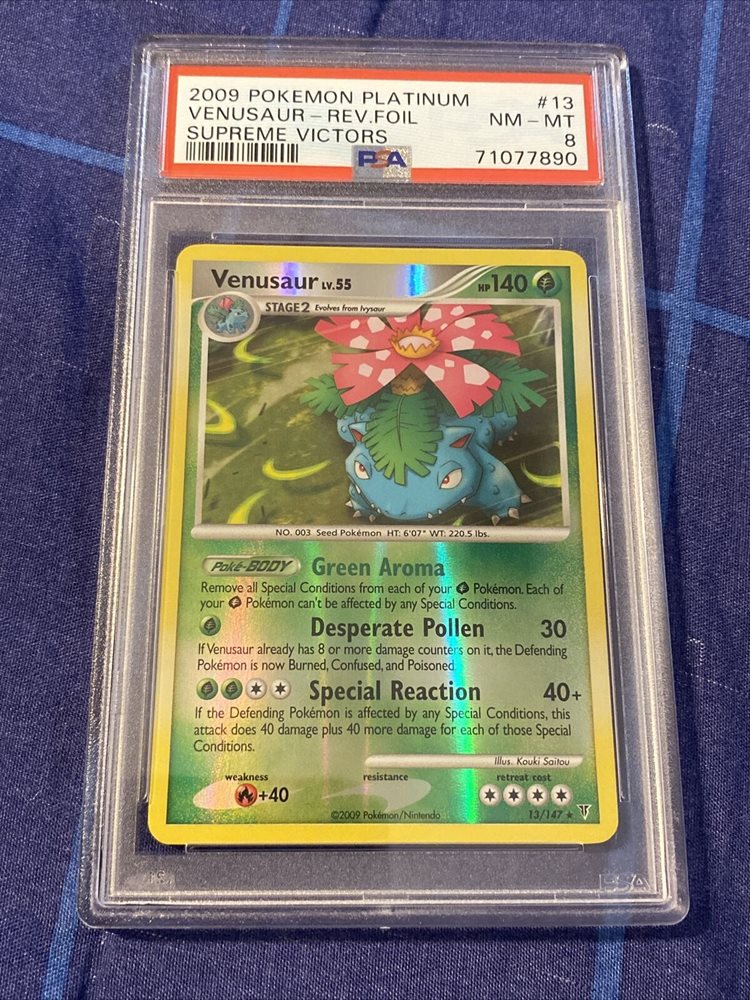 2009 POKEMON PLATINUM #13
VENUSAUR - REV.FOIL NM - MT
SUPREME VICTORS 8
PSA 71077890
Venusaur LV.55 HP 140
STAGE2 Evolves from Ivysaur
NO. 003 Seed Pokémon HT: 6'07" WT: 220.5 lbs.
Poké-BODY Green Aroma
Remove all Special Conditions from each of your Pokémon. Each of
your Pokémon can't be affected by any Special Conditions.
Desperate Pollen 30
If Venusaur already has 8 or more damage counters on it, the Defending
Pokémon is now Burned, Confused, and Poisoned.
Special Reaction 40+
If the Defending Pokémon is affected by any Special Conditions, this
attack does 40 damage plus 40 more damage for each of those Special
Conditions.
Illus. Kouki Saitou
weakness resistance retreat cost
+40
©2009 Pokémon/Nintendo 13/147